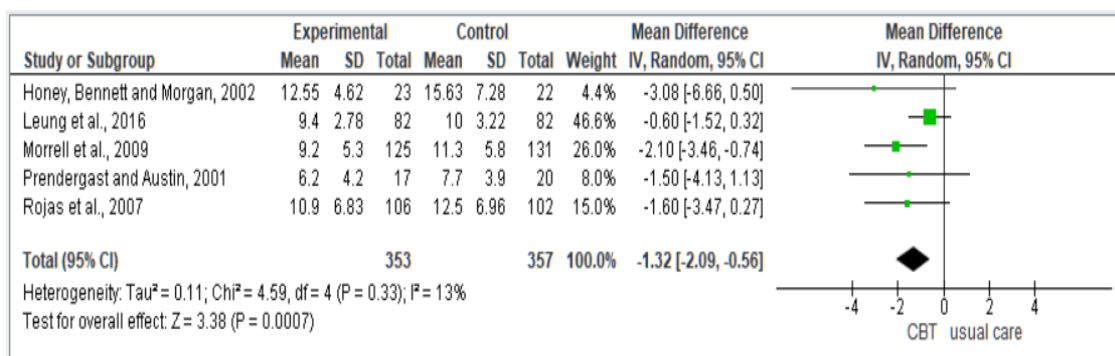 Experimental Control Mean Difference Mean Difference
Study or Subgroup Mean SD Total Mean SD Total Weight IV, Random, 95% CI IV, Random, 95% CI
Honey, Bennett and Morgan, 2002 12.55 4.62 23 15.63 7.28 22 4.4% -3.08 [-6.66, 0.50]
Leung et al., 2016 9.4 2.78 82 10 3.22 82 46.6% -0.60 [-1.52, 0.32]
Morrell et al., 2009 9.2 5.3 125 11.3 5.8 131 26.0% -2.10 [-3.46, -0.74]
Prendergast and Austin, 2001 6.2 4.2 17 7.7 3.9 20 8.0% -1.50 [-4.13, 1.13]
Rojas et al., 2007 10.9 6.83 106 12.5 6.96 102 15.0% -1.60 [-3.47, 0.27]
Total (95% CI) 353 357 100.0% -1.32 [-2.09, -0.56]
Heterogeneity: Tau² = 0.11; Chi² = 4.59, df = 4 (P = 0.33); I² = 13%
Test for overall effect: Z = 3.38 (P = 0.0007)
-4 -2 0 2 4
CBT usual care